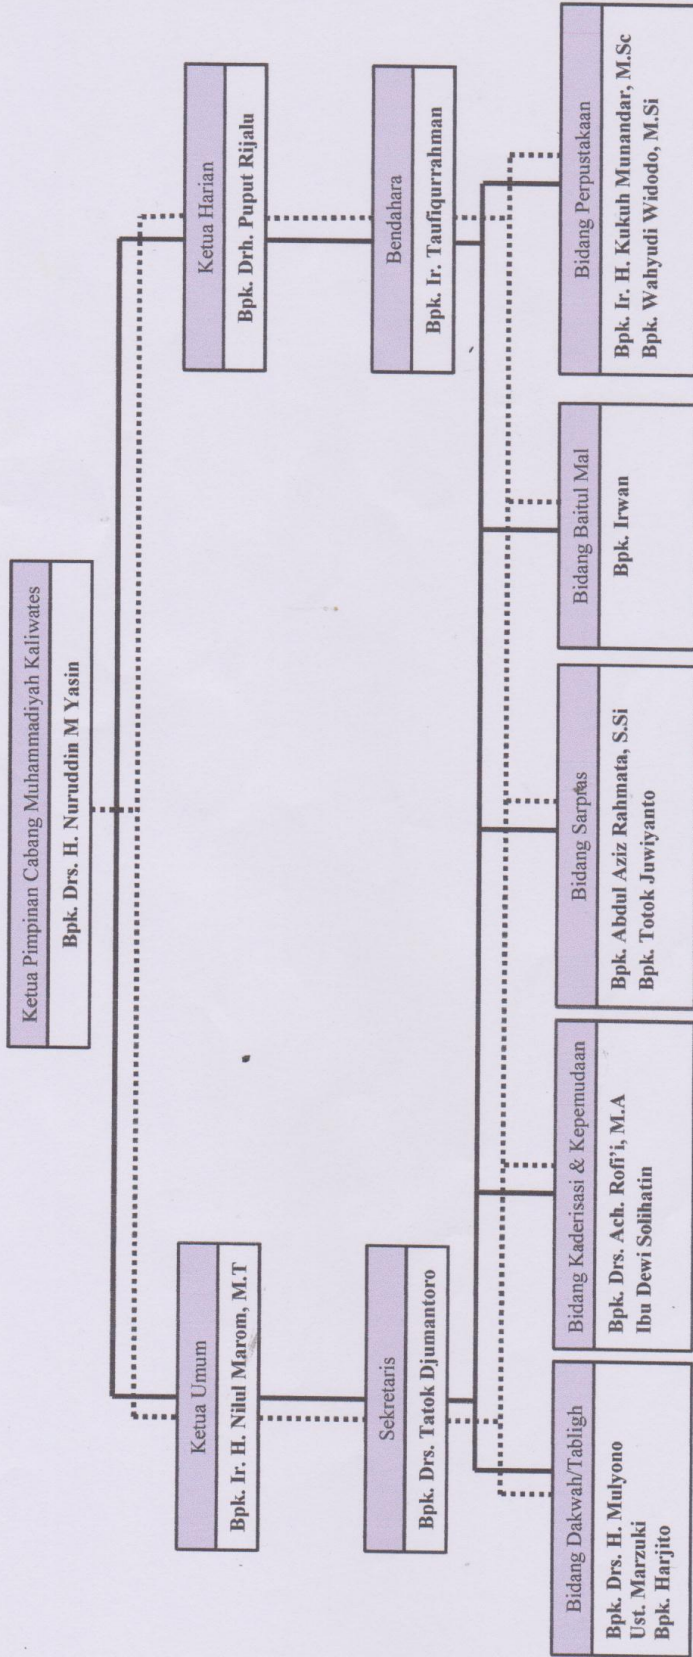 Ketua Pimpinan Cabang Muhammadiyah Kaliwates
Bpk. Drs. H. Nuruddin M Yasin
Ketua Umum
Bpk. Ir. H. Nilul Marom, M.T
Ketua Harian
Bpk. Drh. Puput Rijalu
Sekretaris
Bpk. Drs. Tatok Djumantoro
Bendahara
Bpk. Ir. Taufiqurrahman
Bidang Dakwah/Tabligh
Bpk. Drs. H. Mulyono
Ust. Marzuki
Bpk. Harjito
Bidang Kaderisasi & Kepemudaan
Bpk. Drs. Ach. Rofi'i, M.A
Ibu Dewi Solihatin
Bidang Sarpras
Bpk. Abdul Aziz Rahmata, S.Si
Bpk. Totok Juwiyanto
Bidang Baitul Mal
Bpk. Irwan
Bidang Perpustakaan
Bpk. Ir. H. Kukuh Munandar, M.Sc
Bpk. Wahyudi Widodo, M.Si